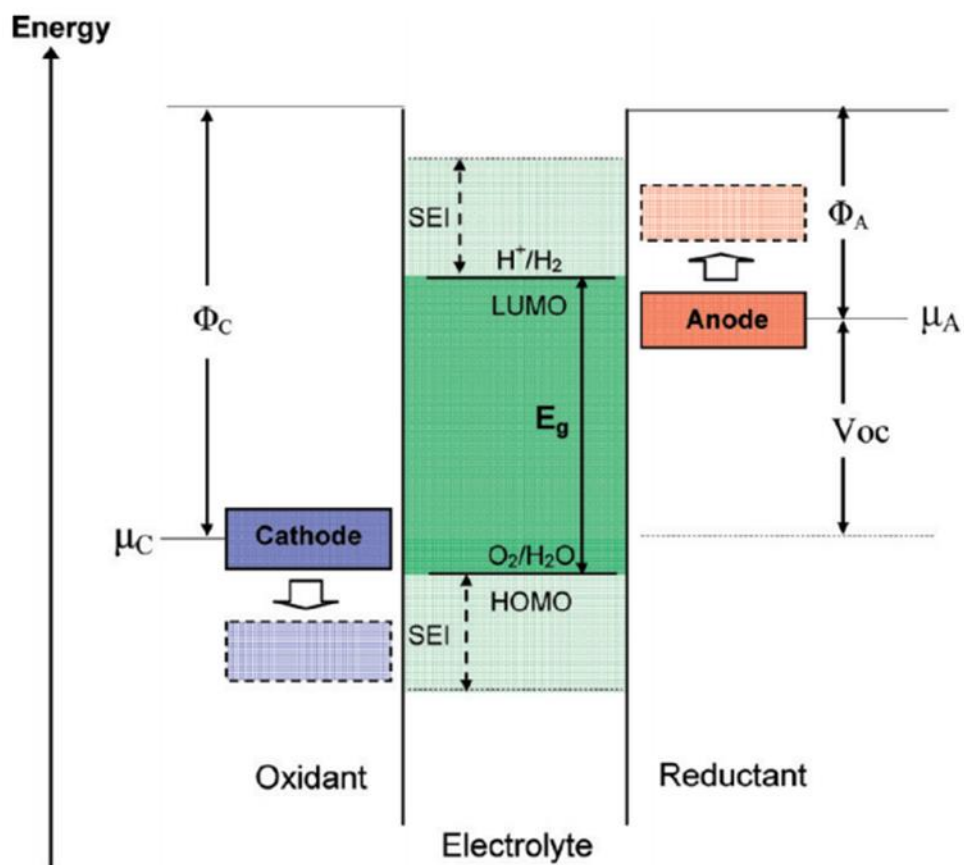 Energy
SEI
Φ_A
H⁺/H₂
LUMO
Φ_C
Anode
μ_A
E_g
Voc
μ_C
Cathode
O₂/H₂O
HOMO
SEI
Oxidant
Reductant
Electrolyte